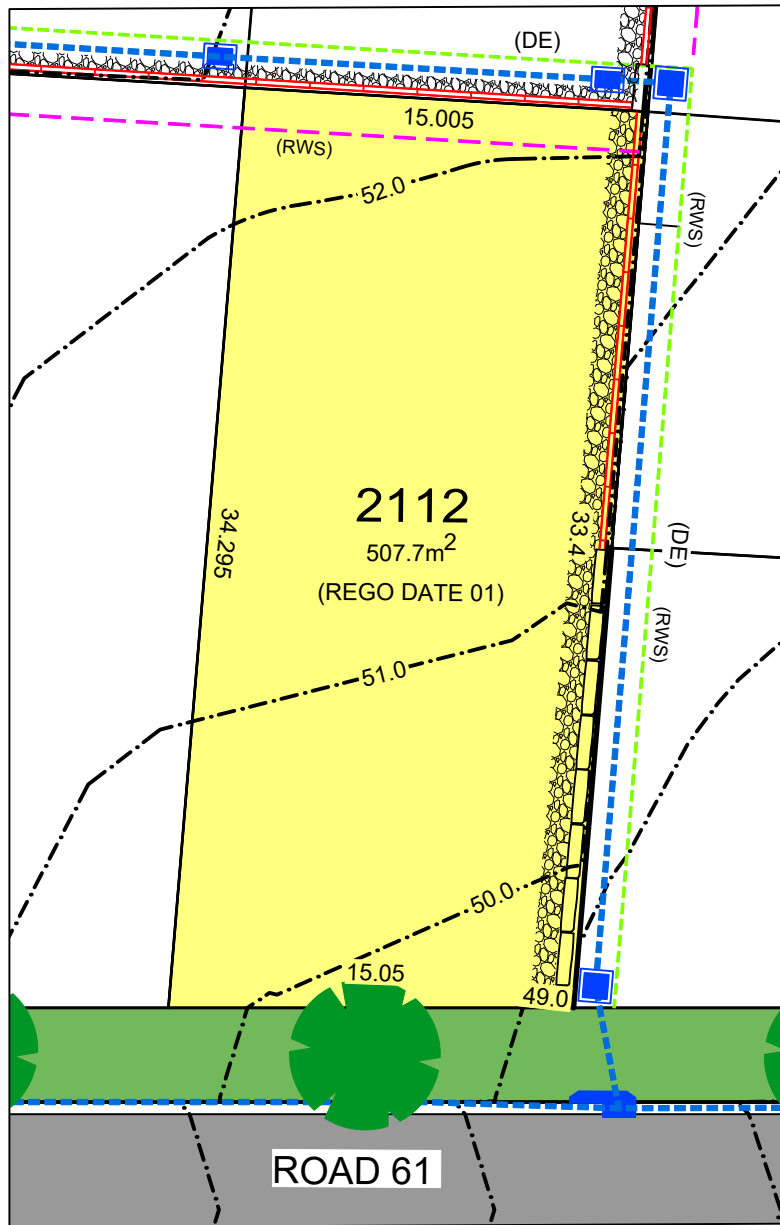 (DE)
15.005
(RWS)
52.0
(RWS)
2112
507.7m²
(REGO DATE 01)
34.295
33.4
(DE)
(RWS)
51.0
50.0
15.05
49.0
ROAD 61